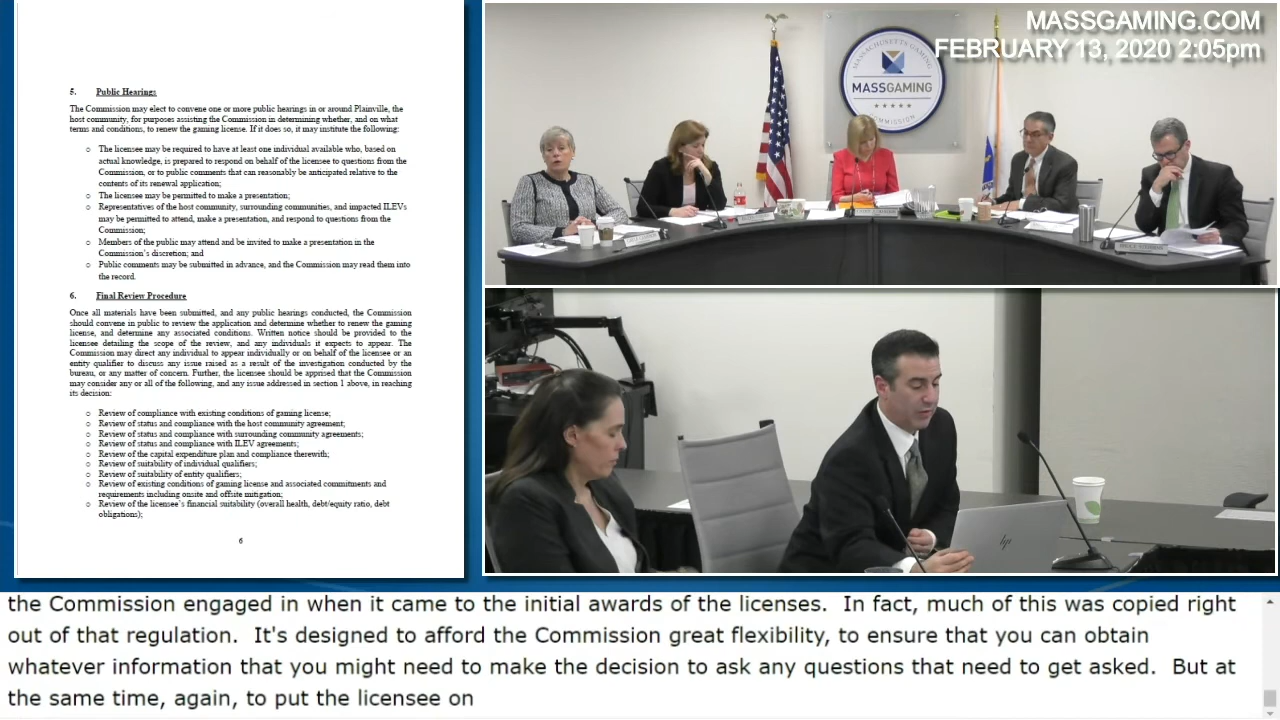 5. Public Hearings
The Commission may elect to convene one or more public hearings in or around Plainville, the
host community, for purposes assisting the Commission in determining whether, and on what
terms and conditions, to renew the gaming license. If it does so, it may institute the following:
o The licensee may be required to have at least one individual available who, based on
actual knowledge, is prepared to respond on behalf of the licensee to questions from the
Commission, or to public comments that can reasonably be anticipated relative to the
contents of its renewal application;
o The licensee may be permitted to make a presentation;
o Representatives of the host community, surrounding communities, and impacted ILEVs
may be permitted to attend, make a presentation, and respond to questions from the
Commission;
o Members of the public may attend and be invited to make a presentation in the
Commission's discretion; and
o Public comments may be submitted in advance, and the Commission may read them into
the record.
6. Final Review Procedure
Once all materials have been submitted, and any public hearings conducted, the Commission
should convene in public to review the application and determine whether to renew the gaming
license, and determine any associated conditions. Written notice should be provided to the
licensee detailing the scope of the review, and any individuals it expects to appear. The
Commission may direct any individual to appear individually or on behalf of the licensee or an
entity qualifier to discuss any issue raised as a result of the investigation conducted by the
bureau, or any matter of concern. Further, the licensee should be apprised that the Commission
may consider any or all of the following, and any issue addressed in section 1 above, in reaching
its decision:
o Review of compliance with existing conditions of gaming license;
o Review of status and compliance with the host community agreement;
o Review of status and compliance with surrounding community agreements;
o Review of status and compliance with ILEV agreements;
o Review of the capital expenditure plan and compliance therewith;
o Review of suitability of individual qualifiers;
o Review of suitability of entity qualifiers;
o Review of existing conditions of gaming license and associated commitments and
requirements including onsite and offsite mitigation;
o Review of the licensee's financial suitability (overall health, debt/equity ratio, debt
obligations);
6
MASSGAMING.COM
FEBRUARY 13, 2020 2:05pm
MASSACHUSETTS GAMING
MASSGAMING
COMMISSION
hp
the Commission engaged in when it came to the initial awards of the licenses. In fact, much of this was copied right
out of that regulation. It's designed to afford the Commission great flexibility, to ensure that you can obtain
whatever information that you might need to make the decision to ask any questions that need to get asked. But at
the same time, again, to put the licensee on